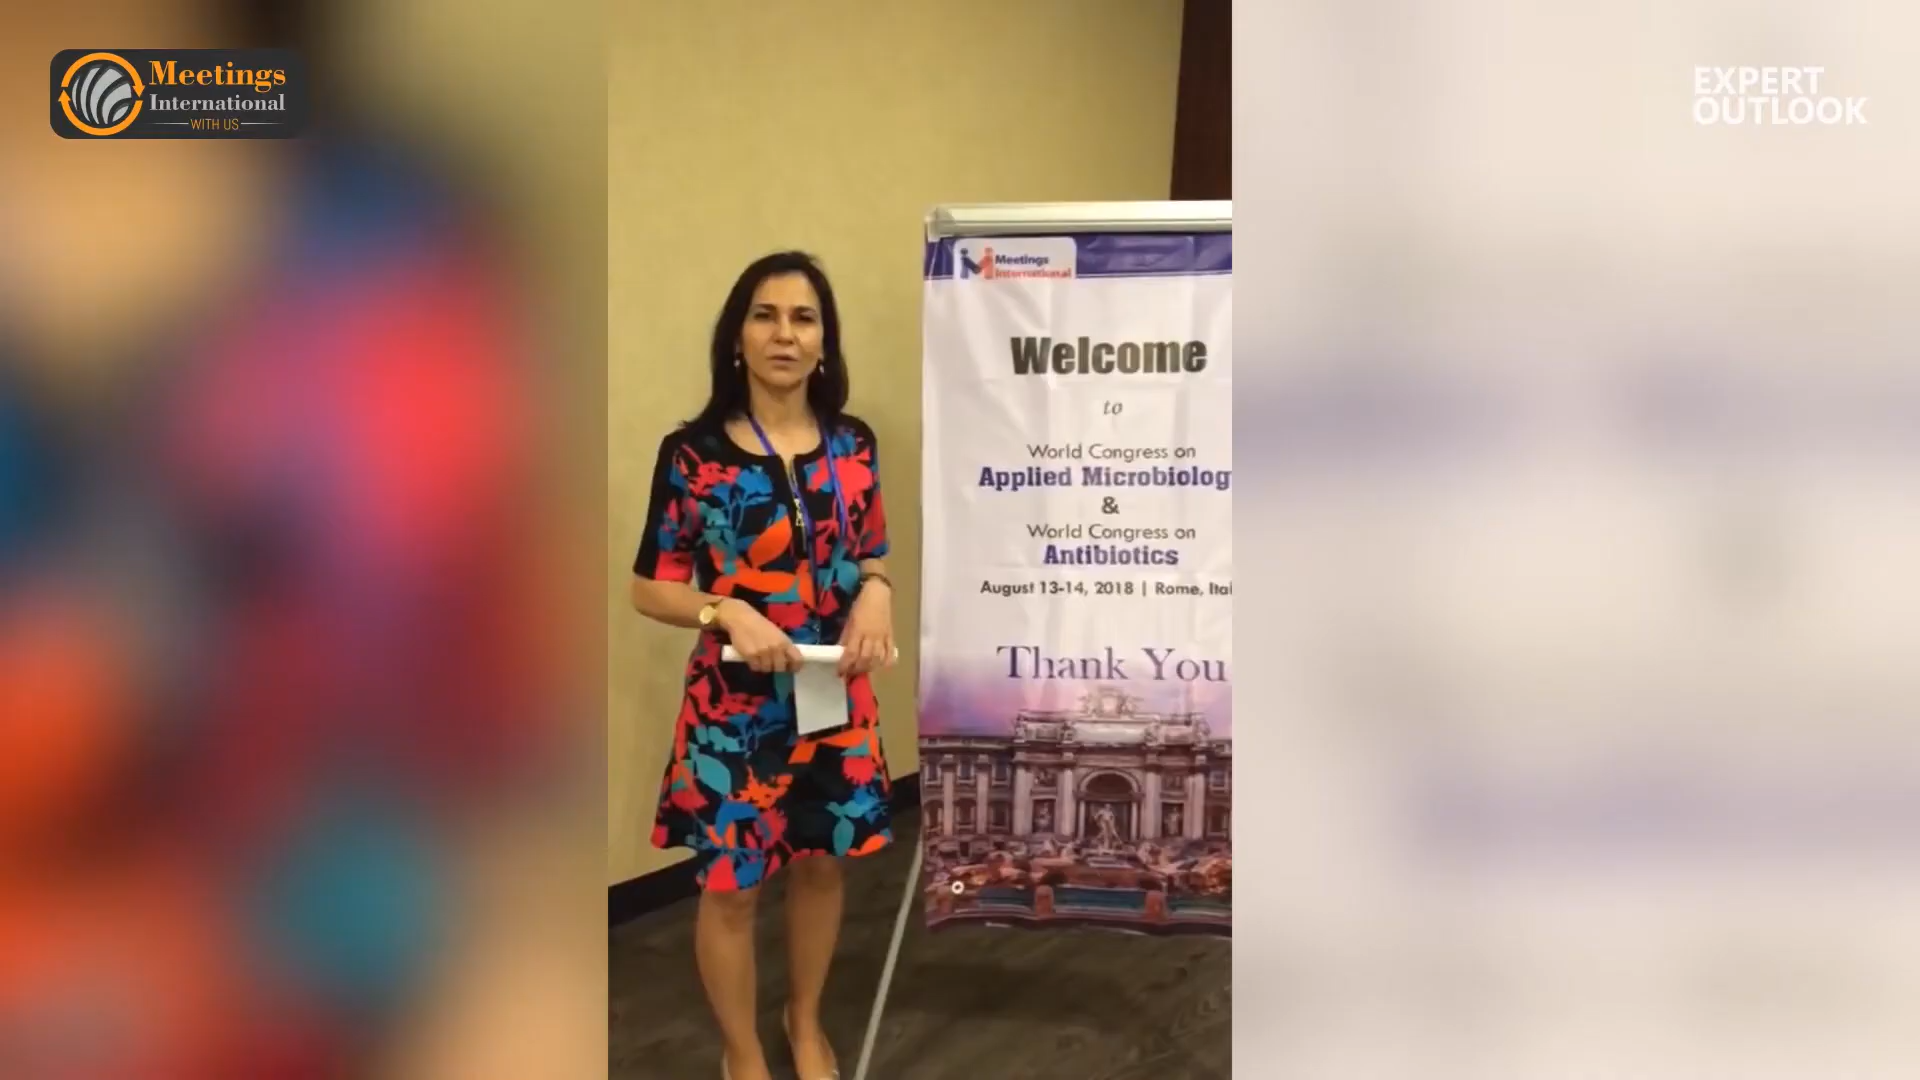 Meetings
International
WITH US
EXPERT
OUTLOOK
Meetings
International
Welcome
to
World Congress on
Applied Microbiolog
&
World Congress on
Antibiotics
August 13-14, 2018 | Rome, Ital
Thank You